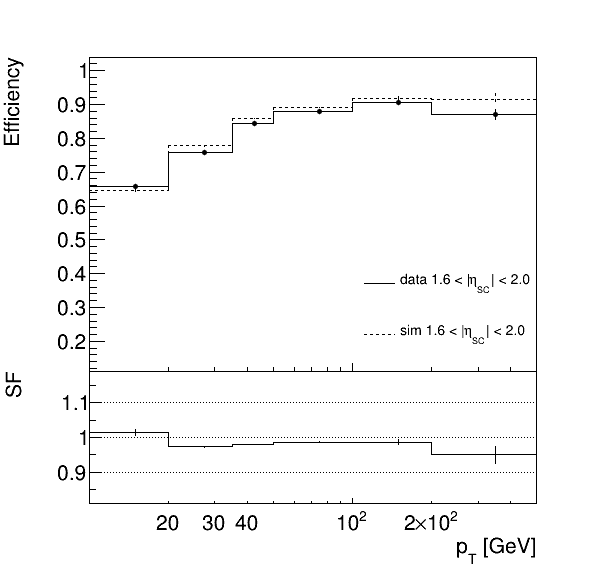 Efficiency
1
0.9
0.8
0.7
0.6
0.5
0.4
0.3
0.2
data 1.6 < |η_SC| < 2.0
sim 1.6 < |η_SC| < 2.0
SF
1.1
1
0.9
20 30 40 10² 2×10²
p_T [GeV]